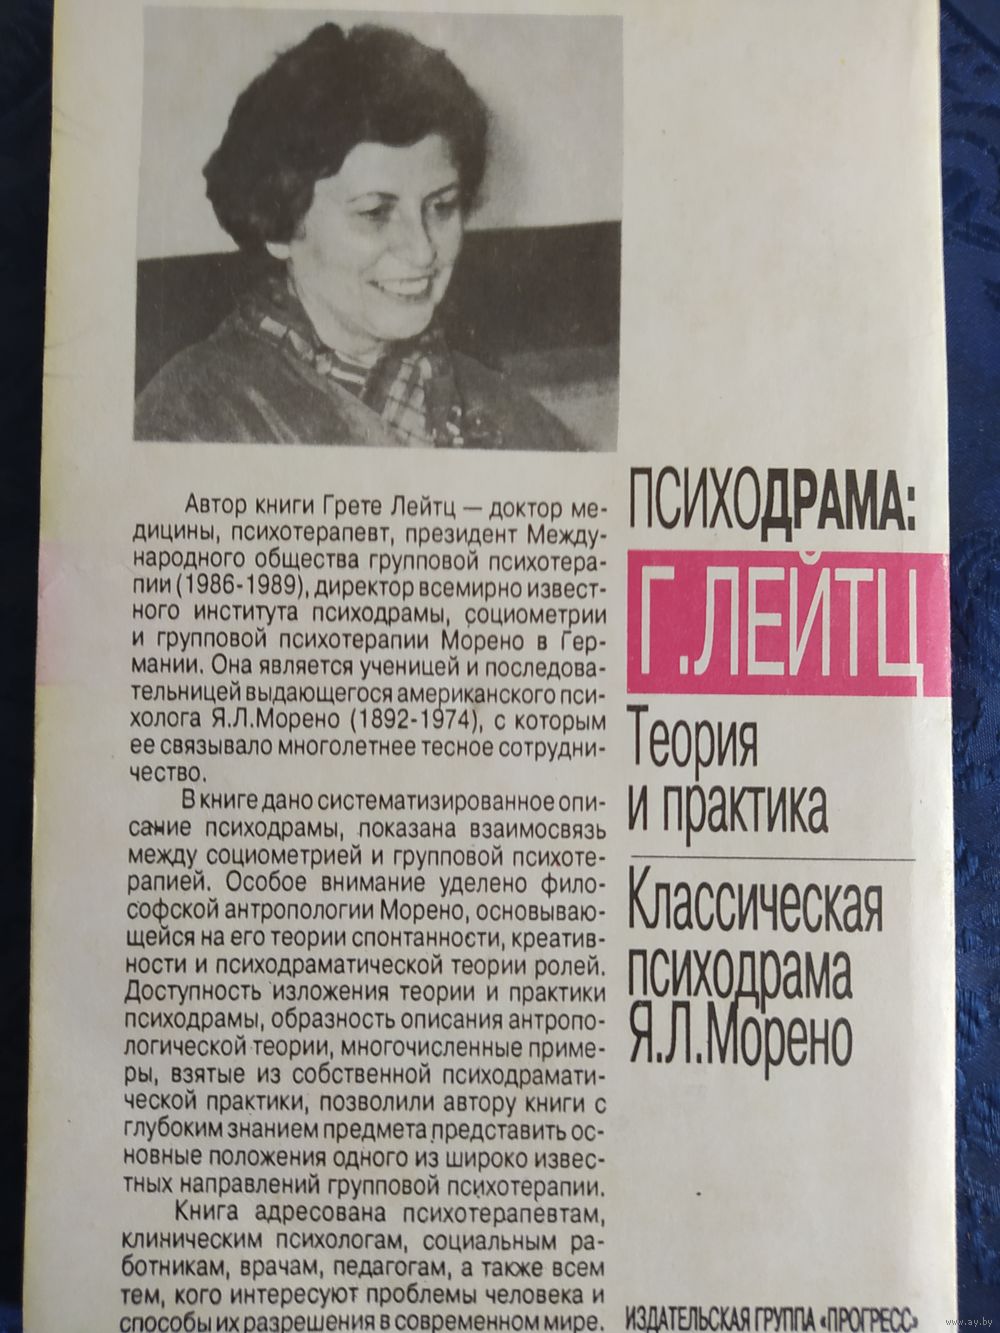 Автор книги Грете Лейтц — доктор ме-
дицины, психотерапевт, президент Между-
народного общества групповой психотера-
пии (1986-1989), директор всемирно извест-
ного института психодрамы, социометрии
и групповой психотерапии Морено в Гер-
мании. Она является ученицей и последова-
тельницей выдающегося американского пси-
холога Я.Л.Морено (1892-1974), с которым
ее связывало многолетнее тесное сотрудни-
чество.
В книге дано систематизированное опи-
сание психодрамы, показана взаимосвязь
между социометрией и групповой психоте-
рапией. Особое внимание уделено фило-
софской антропологии Морено, основываю-
щейся на его теории спонтанности, креатив-
ности и психодраматической теории ролей.
Доступность изложения теории и практики
психодрамы, образность описания антропо-
логической теории, многочисленные приме-
ры, взятые из собственной психодрамати-
ческой практики, позволили автору книги с
глубоким знанием предмета представить ос-
новные положения одного из широко извес-
тных направлений групповой психотерапии.
Книга адресована психотерапевтам,
клиническим психологам, социальным ра-
ботникам, врачам, педагогам, а также всем
тем, кого интересуют проблемы человека и
способы их разрешения в современном мире.
ПСИХОДРАМА:
Г.ЛЕЙТЦ
Теория
и практика
Классическая
психодрама
Я.Л.Морено
ИЗДАТЕЛЬСКАЯ ГРУППА «ПРОГРЕСС»
www.ay.by